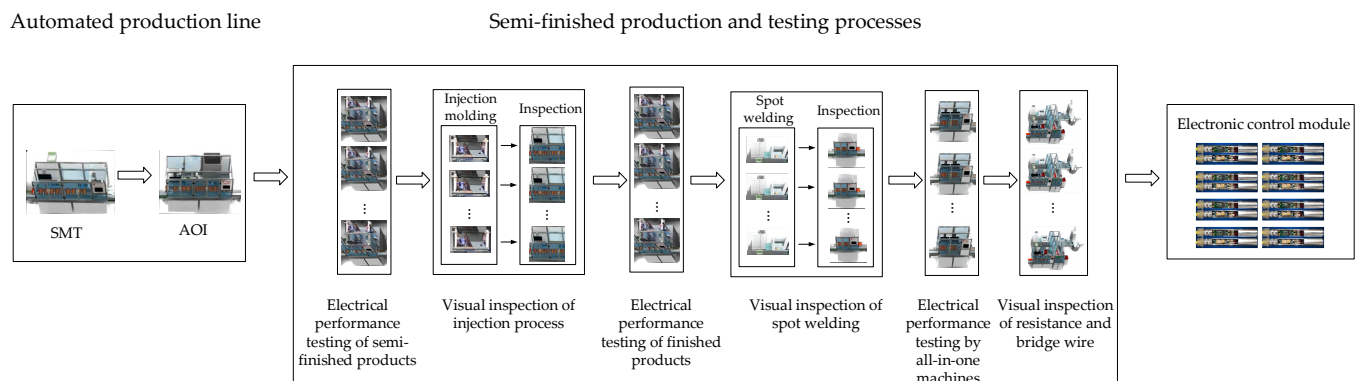 Automated production line
Semi-finished production and testing processes
SMT
AOI
Injection
molding
Inspection
Spot
welding
Inspection
Electronic control module
Electrical
performance
testing of semi-
finished products
Visual inspection of
injection process
Electrical
performance
testing of finished
products
Visual inspection of
spot welding
Electrical
performance
testing by
all-in-one
machines
Visual inspection
of resistance and
bridge wire